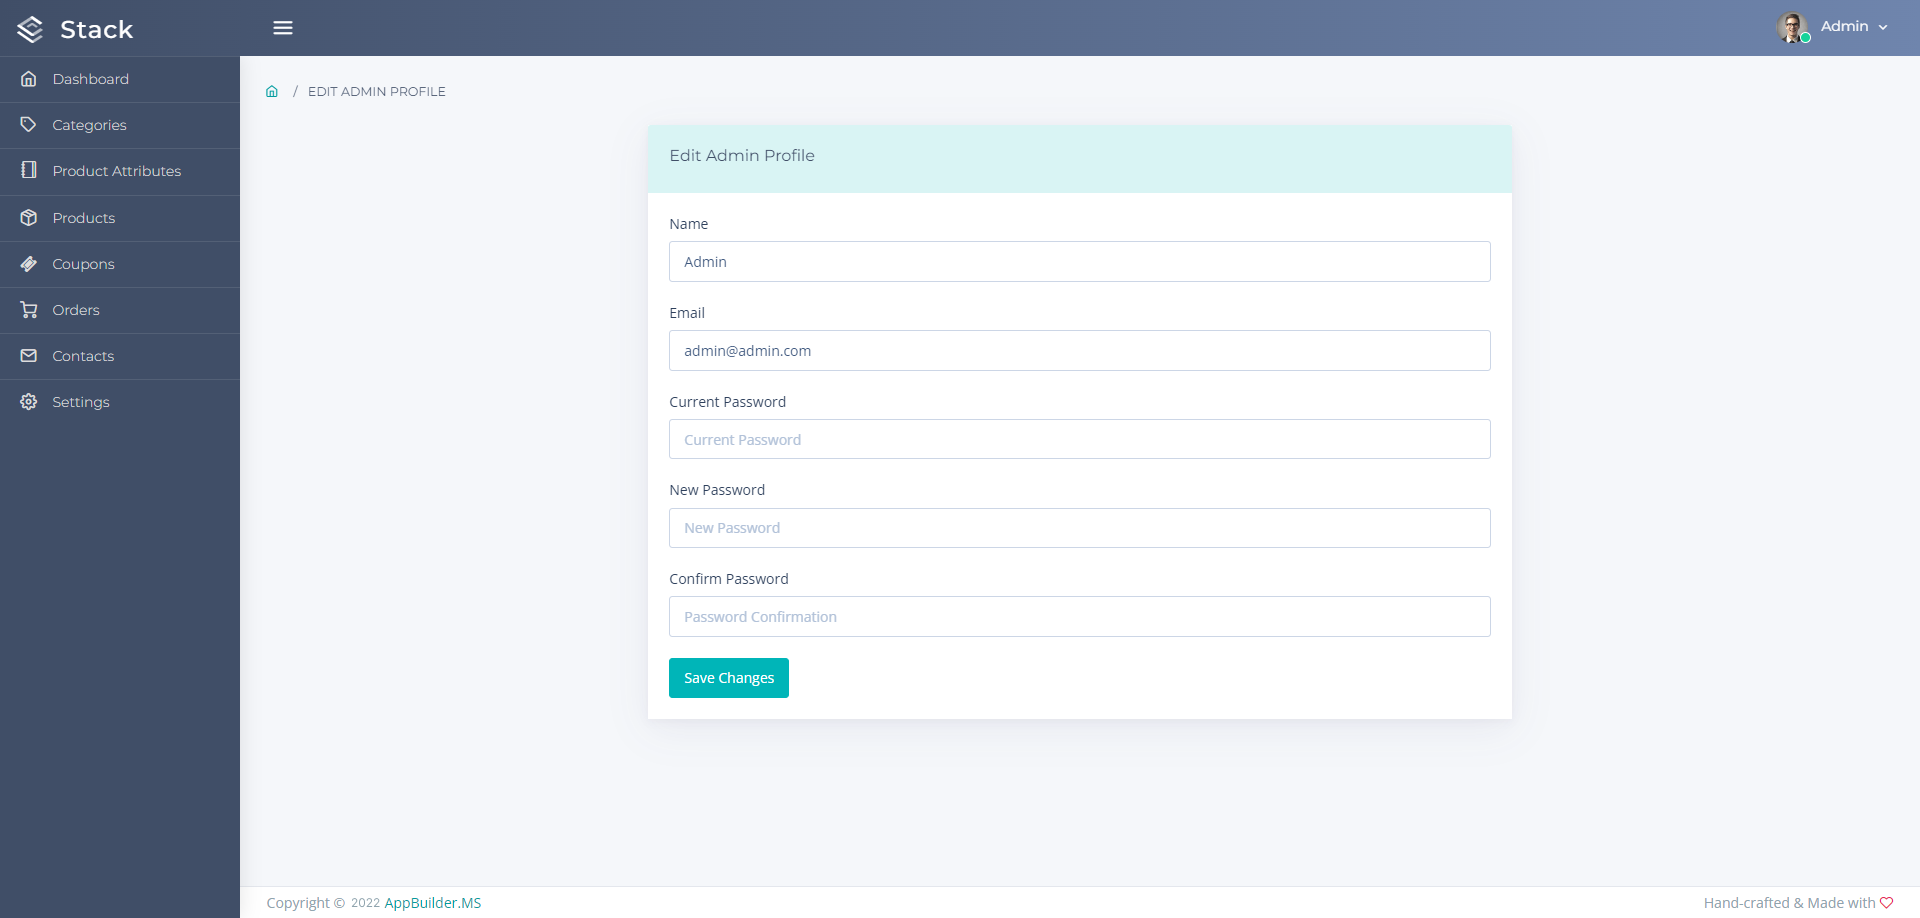 Stack
Admin
Dashboard
Categories
Product Attributes
Products
Coupons
Orders
Contacts
Settings
/ EDIT ADMIN PROFILE
Edit Admin Profile
Name
Admin
Email
admin@admin.com
Current Password
Current Password
New Password
New Password
Confirm Password
Password Confirmation
Save Changes
Copyright © 2022 AppBuilder.MS
Hand-crafted & Made with